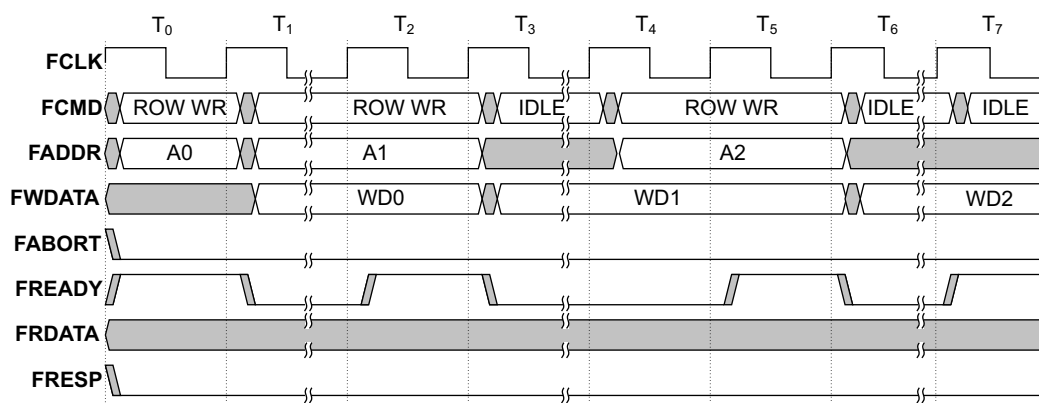 T0 T1 T2 T3 T4 T5 T6 T7
FCLK
FCMD ROW WR ROW WR IDLE ROW WR IDLE IDLE
FADDR A0 A1 A2
FWDATA WD0 WD1 WD2
FABORT
FREADY
FRDATA
FRESP